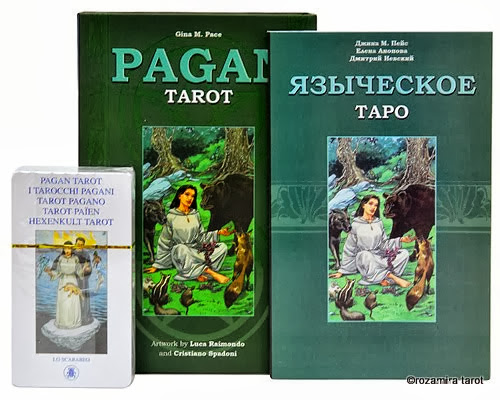 Gina M. Pace
PAGAN
TAROT
Artwork by Luca Raimondo
and Cristiano Spadoni
Джина М. Пейс
Елена Анопова
Дмитрий Невский
ЯЗЫЧЕСКОЕ
ТАРО
PAGAN TAROT
I TAROCCHI PAGANI
TAROT PAGANO
TAROT PAÏEN
HEXENKULT TAROT
LO SCARABEO
©rozamira tarot